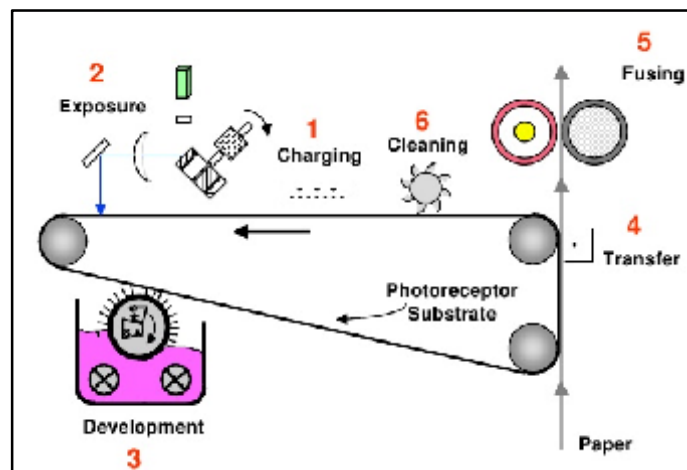 5
Fusing
2
Exposure
1
Charging
6
Cleaning
4
Transfer
Photoreceptor
Substrate
Development
3
Paper